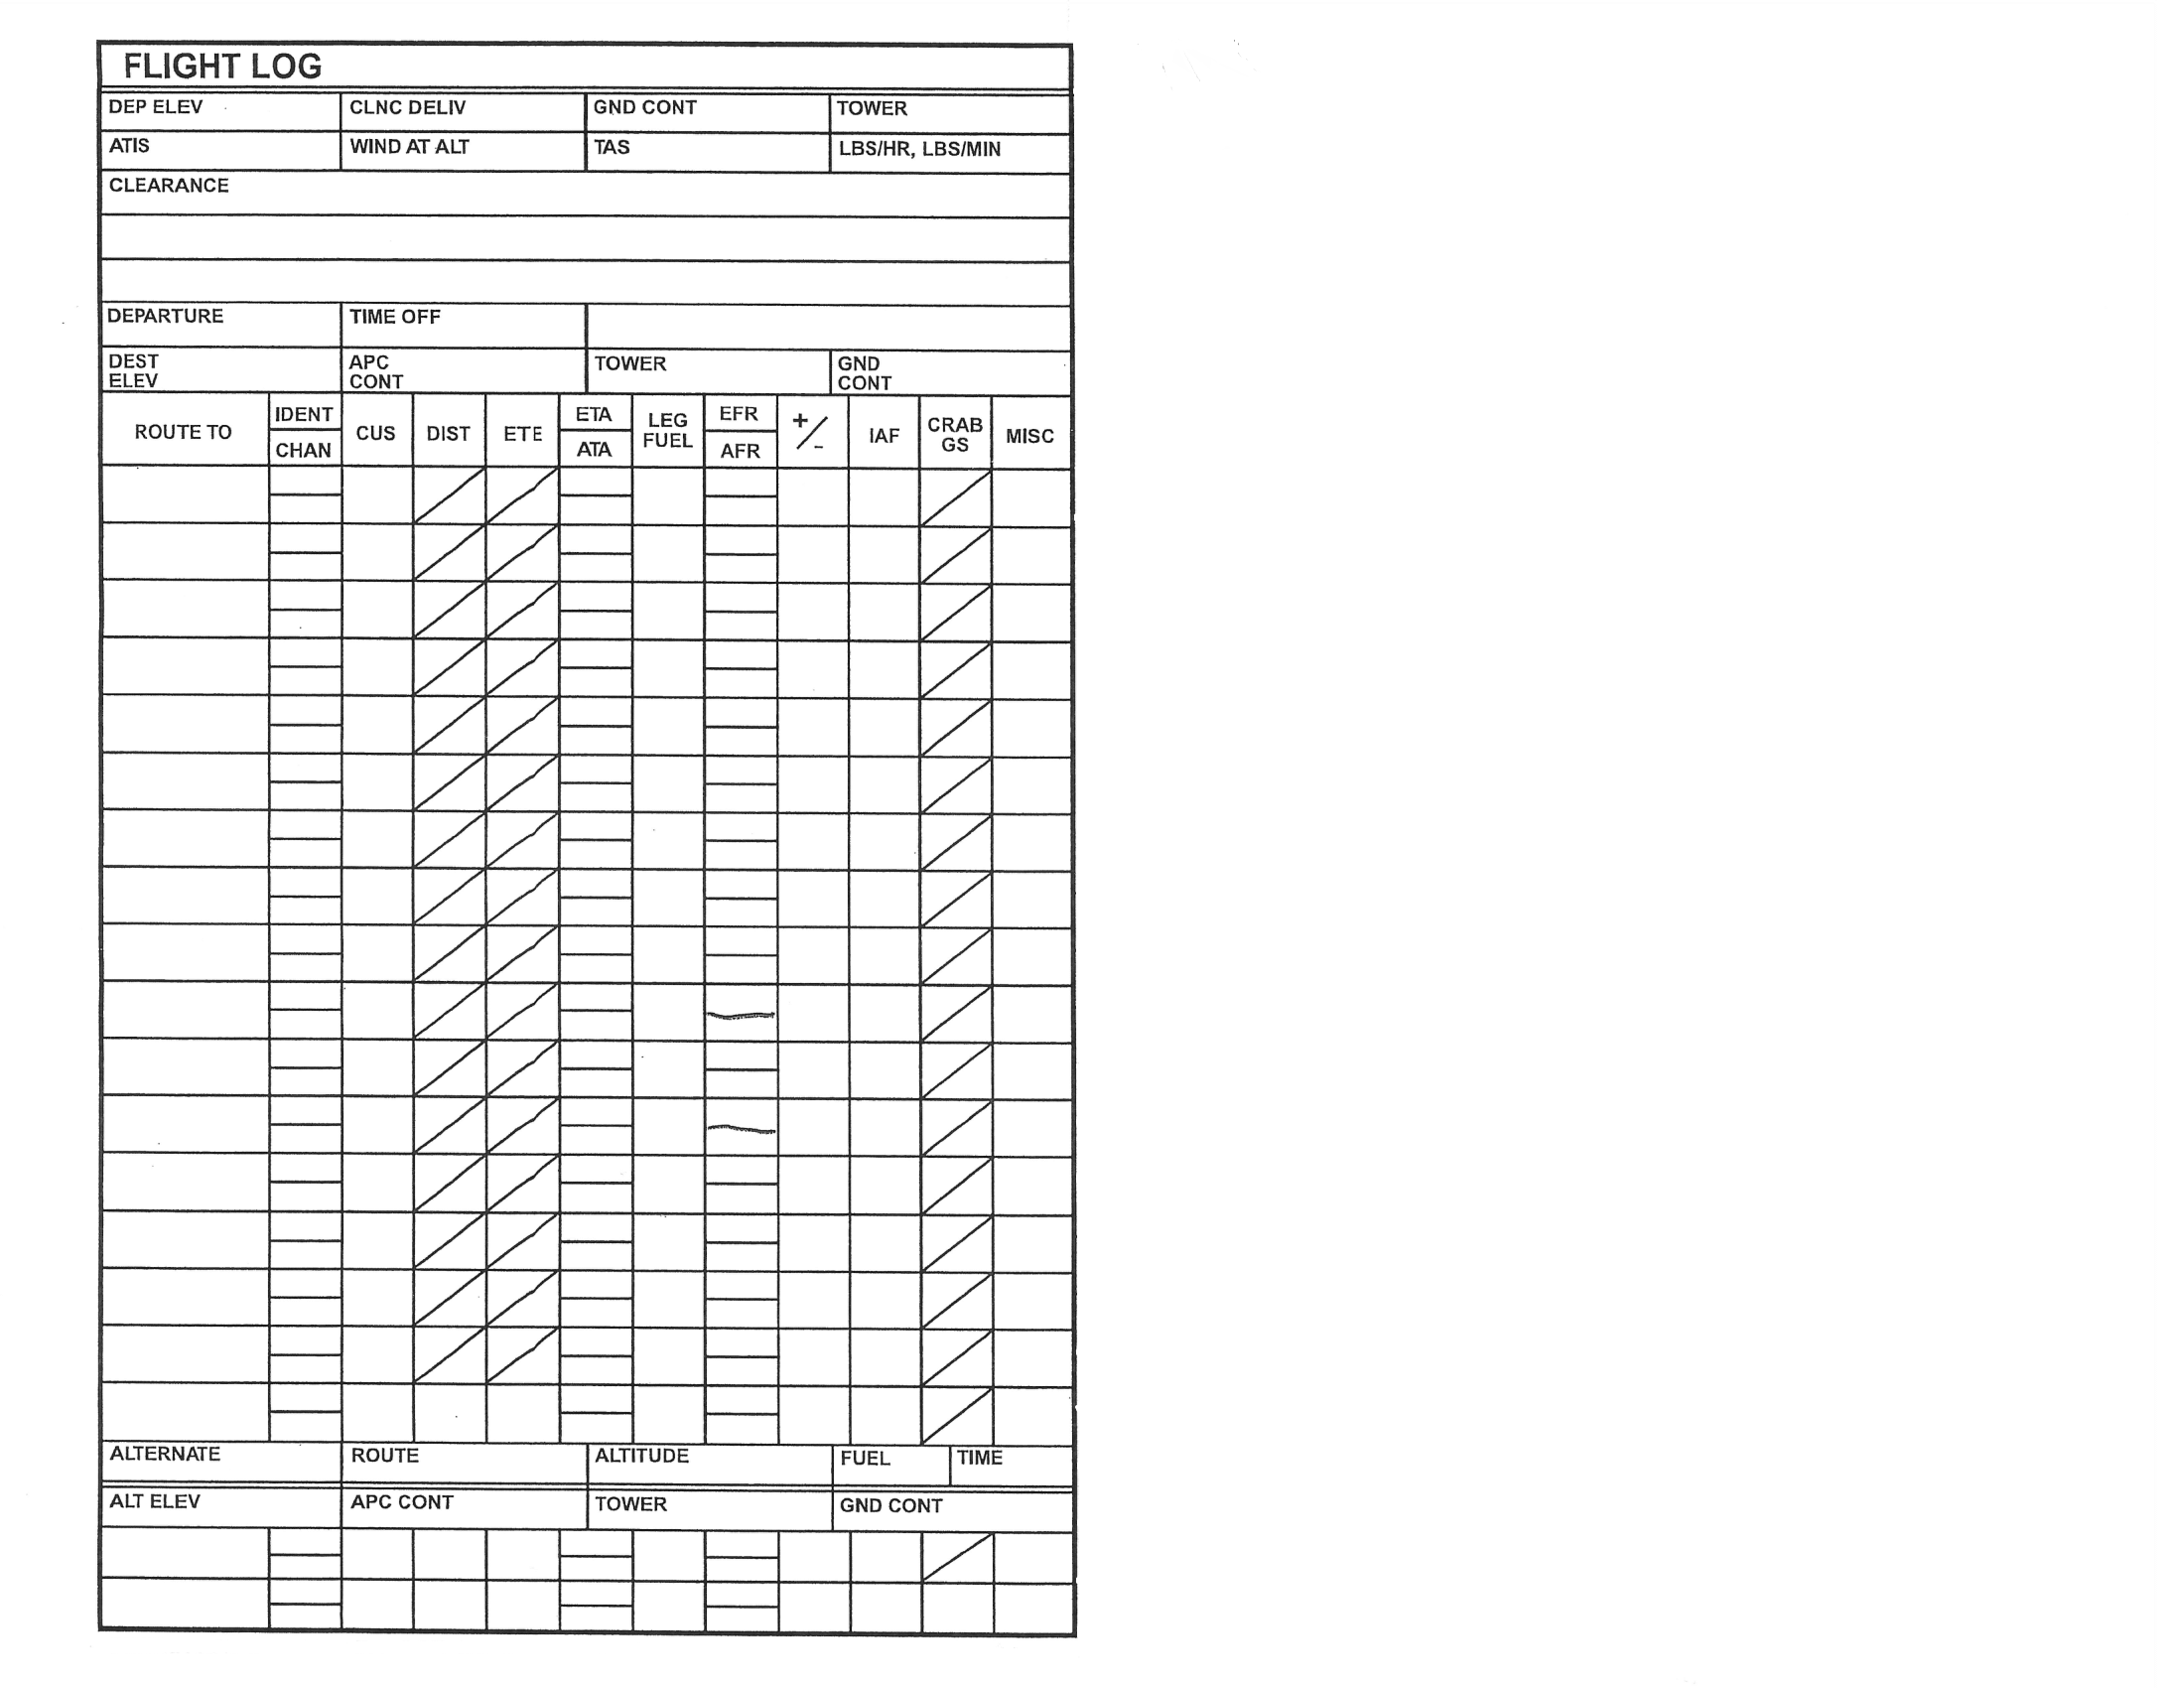 FLIGHT LOG
DEP ELEV CLNC DELIV GND CONT TOWER
ATIS WIND AT ALT TAS LBS/HR, LBS/MIN
CLEARANCE
DEPARTURE TIME OFF
DEST ELEV APC CONT TOWER GND CONT
ROUTE TO IDENT CHAN CUS DIST ETE ETA ATA LEG FUEL EFR AFR +/- IAF CRAB GS MISC
ALTERNATE ROUTE ALTITUDE FUEL TIME
ALT ELEV APC CONT TOWER GND CONT